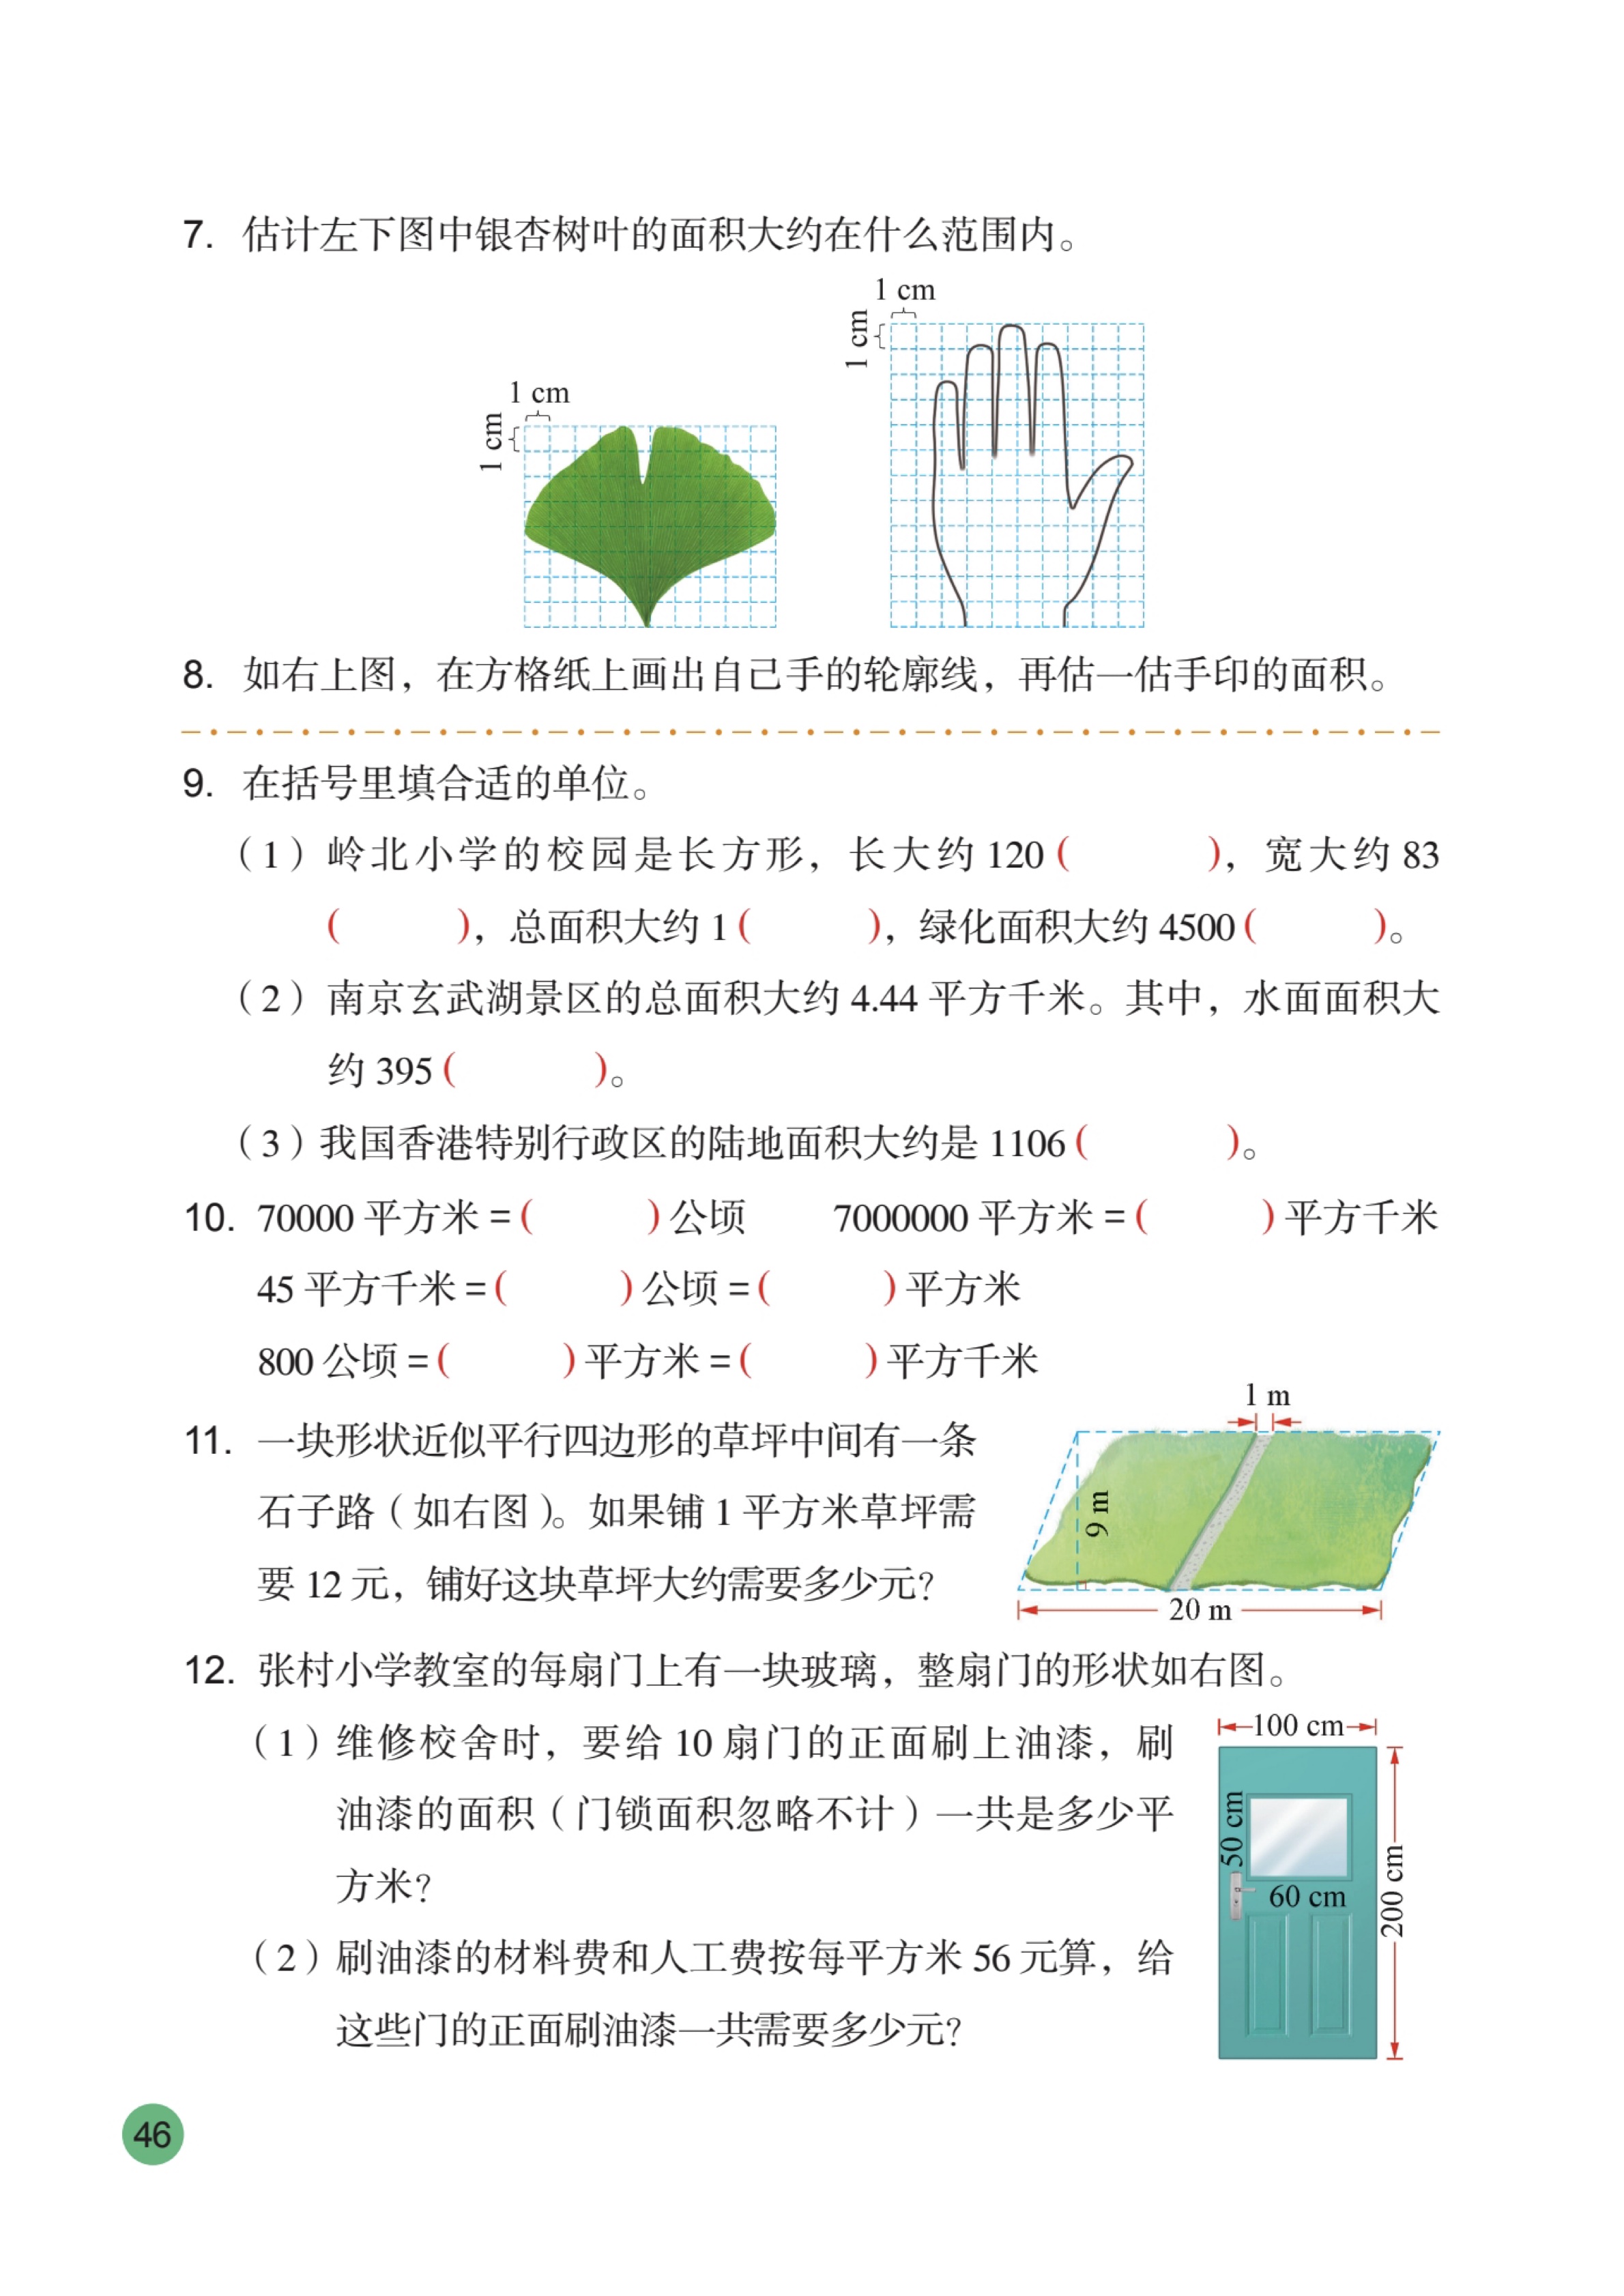 7. 估计左下图中银杏树叶的面积大约在什么范围内。
1 cm
1 cm
1 cm
1 cm
8. 如右上图，在方格纸上画出自己手的轮廓线，再估一估手印的面积。
9. 在括号里填合适的单位。
（1）岭北小学的校园是长方形，长大约 120（　　），宽大约 83
（　　），总面积大约 1（　　），绿化面积大约 4500（　　）。
（2）南京玄武湖景区的总面积大约 4.44 平方千米。其中，水面面积大
约 395（　　）。
（3）我国香港特别行政区的陆地面积大约是 1106（　　）。
10. 70000 平方米 =（　　）公顷　　7000000 平方米 =（　　）平方千米
45 平方千米 =（　　）公顷 =（　　）平方米
800 公顷 =（　　）平方米 =（　　）平方千米
11. 一块形状近似平行四边形的草坪中间有一条
石子路（如右图）。如果铺 1 平方米草坪需
要 12 元，铺好这块草坪大约需要多少元？
1 m
9 m
20 m
12. 张村小学教室的每扇门上有一块玻璃，整扇门的形状如右图。
（1）维修校舍时，要给 10 扇门的正面刷上油漆，刷
油漆的面积（门锁面积忽略不计）一共是多少平
方米？
（2）刷油漆的材料费和人工费按每平方米 56 元算，给
这些门的正面刷油漆一共需要多少元？
100 cm
50 cm
60 cm
200 cm
46